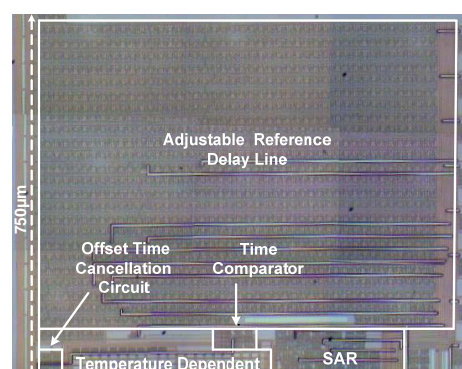 Adjustable Reference
Delay Line
750µm
Offset Time
Cancellation
Circuit
Time
Comparator
Temperature Dependent
SAR